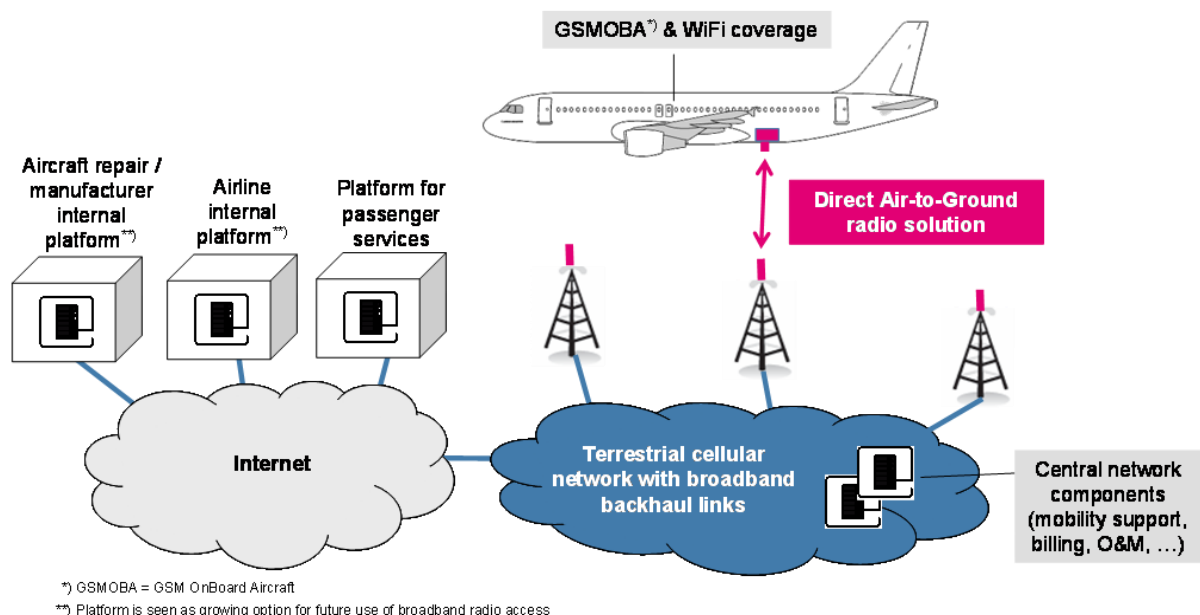 GSMOBA*) & WiFi coverage
Aircraft repair /
manufacturer
internal
platform**)
Airline
internal
platform**)
Platform for
passenger
services
Direct Air-to-Ground
radio solution
Internet
Terrestrial cellular
network with broadband
backhaul links
Central network
components
(mobility support,
billing, O&M, …)
*) GSMOBA = GSM OnBoard Aircraft
**) Platform is seen as growing option for future use of broadband radio access